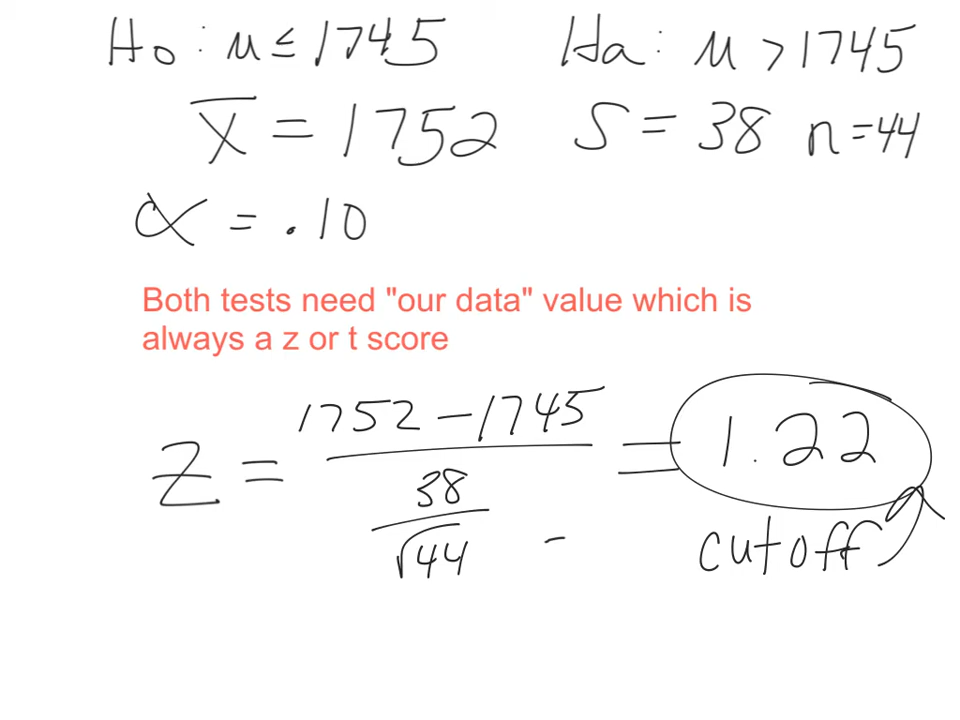 Ho : μ ≤ 1745 Ha : μ > 1745
x̄ = 1752 S = 38 n = 44
α = .10
Both tests need "our data" value which is
always a z or t score
1752 - 1745
Z = = 1.22
38
√44 - cutoff